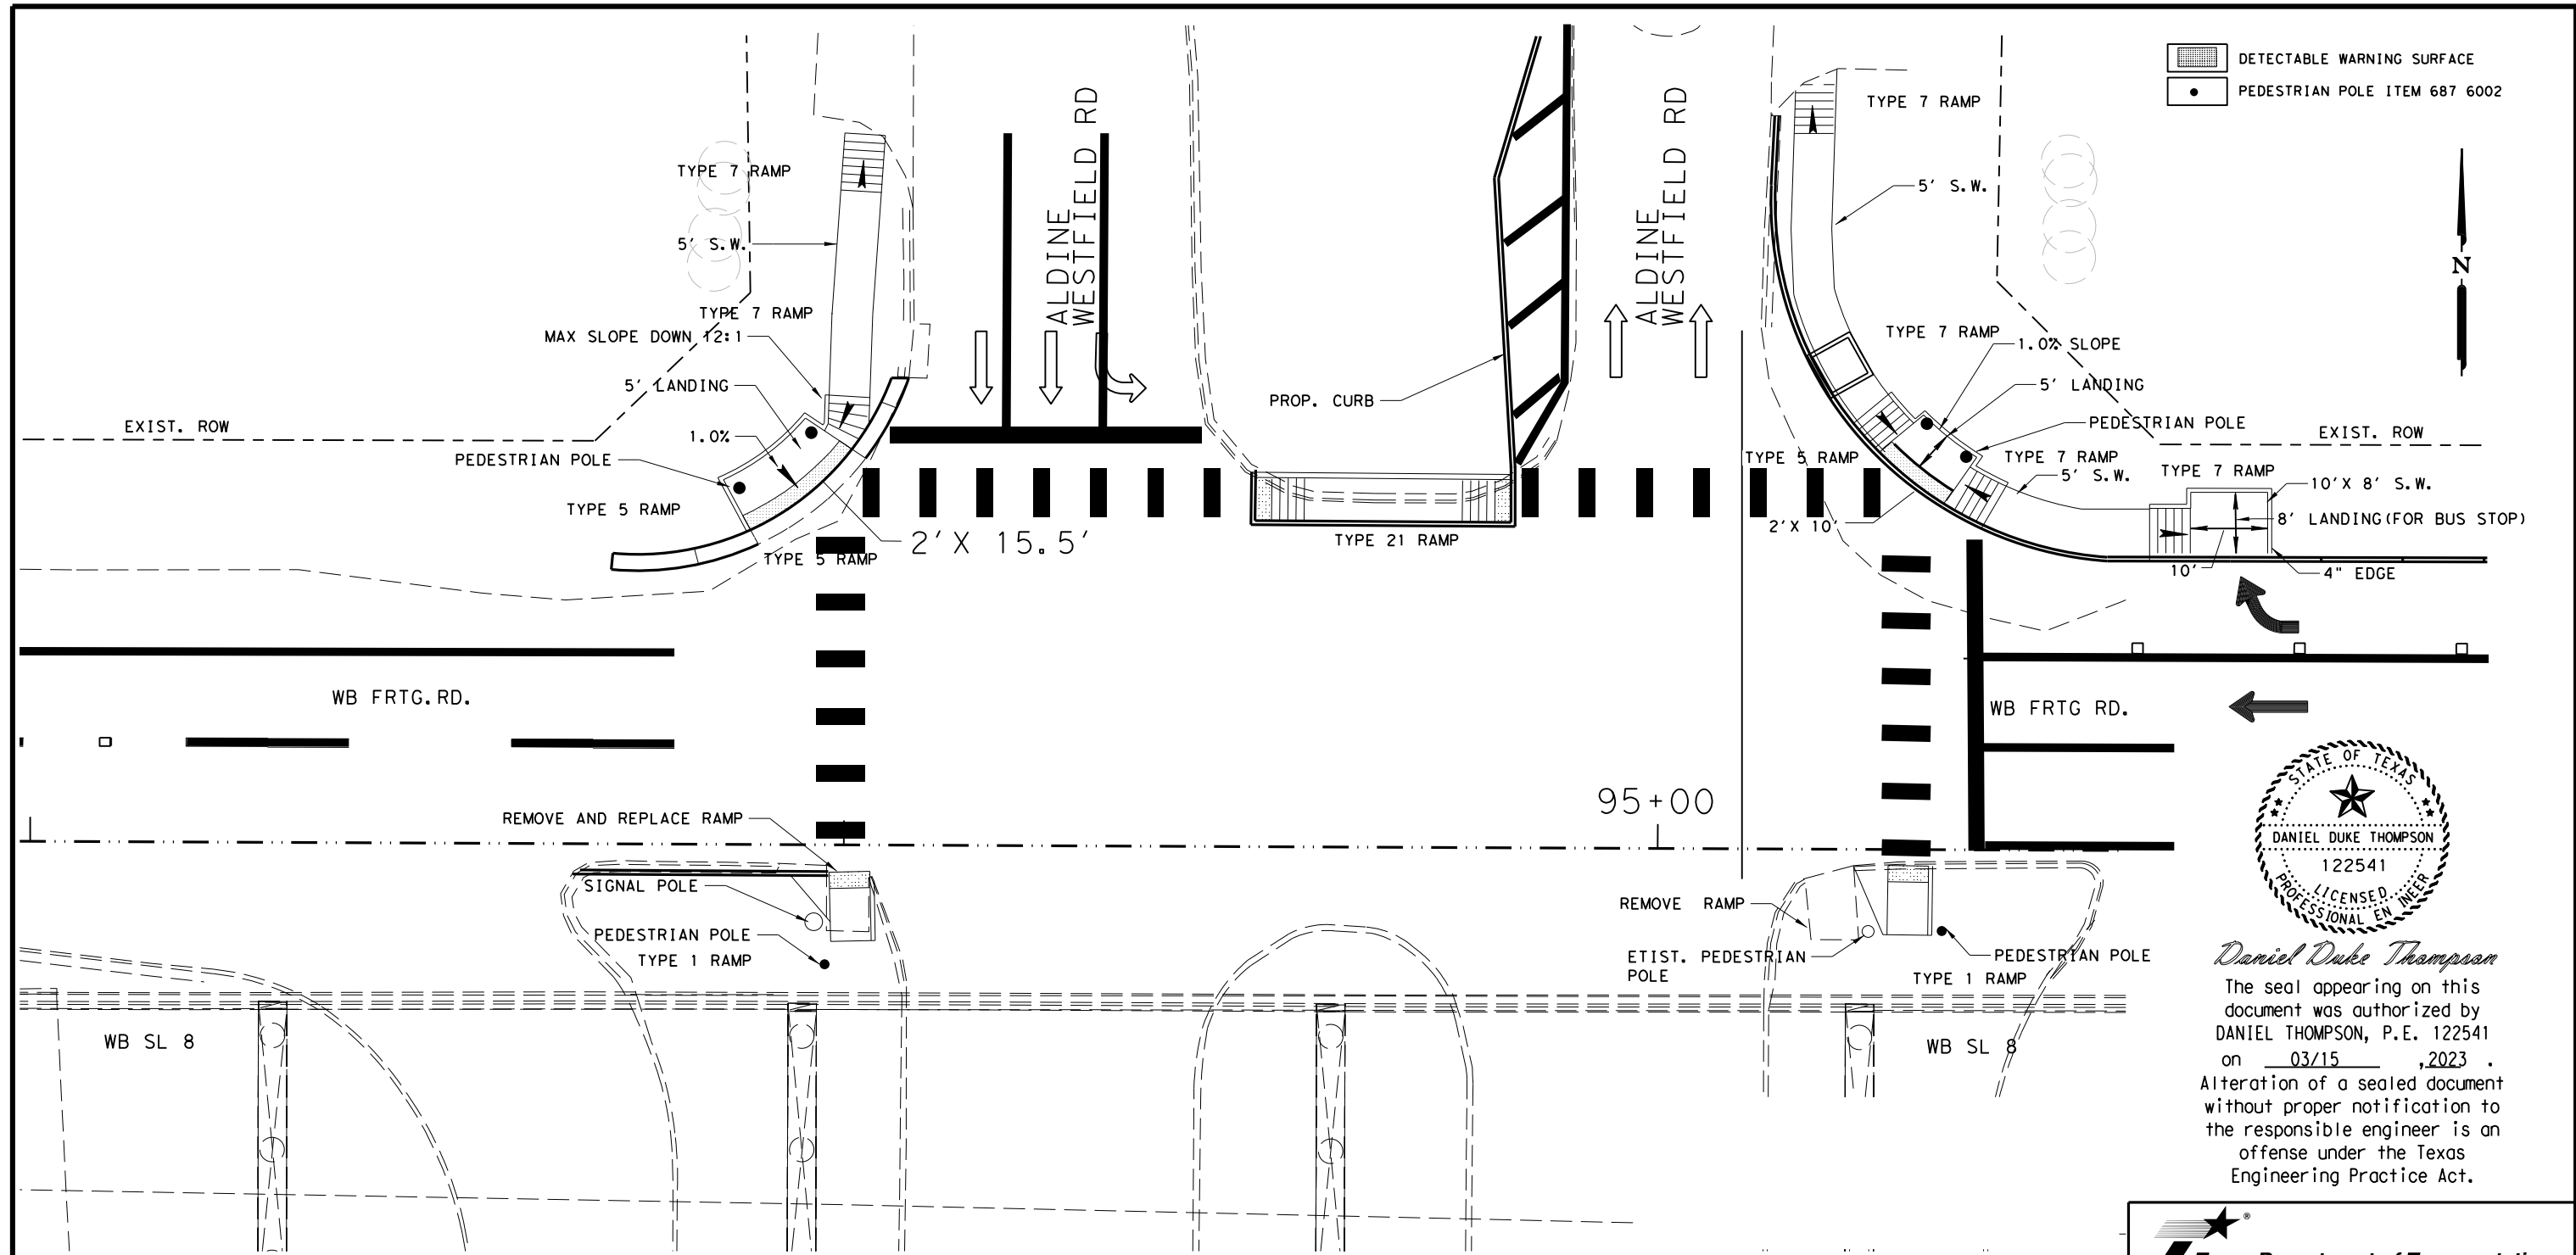 DETECTABLE WARNING SURFACE
PEDESTRIAN POLE ITEM 687 6002
TYPE 7 RAMP
TYPE 7 RAMP
5' S.W.
5' S.W.
ALDINE
WESTFIELD RD
ALDINE
WESTFIELD RD
N
TYPE 7 RAMP
MAX SLOPE DOWN 12:1
TYPE 7 RAMP
1.0% SLOPE
5' LANDING
5' LANDING
PROP. CURB
EXIST. ROW
1.0%
PEDESTRIAN POLE
PEDESTRIAN POLE
EXIST. ROW
TYPE 5 RAMP
TYPE 7 RAMP
5' S.W.
TYPE 7 RAMP
10'X 8' S.W.
TYPE 5 RAMP
2'X 10'
8' LANDING(FOR BUS STOP)
2'X 15.5'
TYPE 21 RAMP
TYPE 5 RAMP
10'
4" EDGE
WB FRTG.RD.
WB FRTG RD.
95+00
REMOVE AND REPLACE RAMP
SIGNAL POLE
REMOVE RAMP
PEDESTRIAN POLE
TYPE 1 RAMP
ETIST. PEDESTRIAN
POLE
PEDESTRIAN POLE
TYPE 1 RAMP
WB SL 8
WB SL 8
STATE OF TEXAS
DANIEL DUKE THOMPSON
122541
LICENSED
PROFESSIONAL EN INEER
Daniel Duke Thompson
The seal appearing on this
document was authorized by
DANIEL THOMPSON, P.E. 122541
on 03/15 ,2023 .
Alteration of a sealed document
without proper notification to
the responsible engineer is an
offense under the Texas
Engineering Practice Act.
®